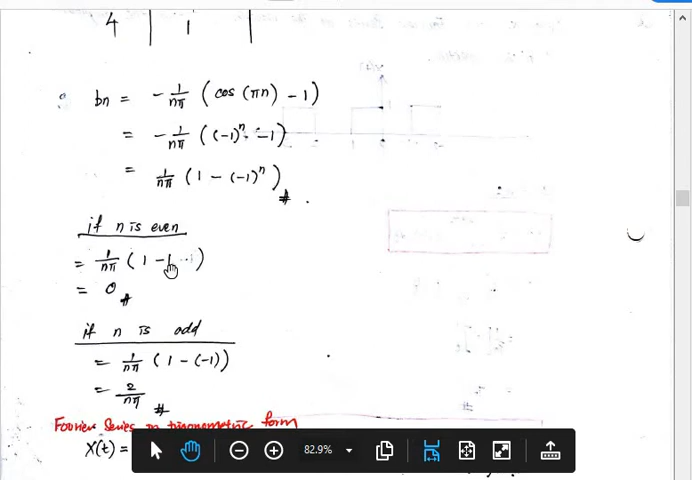 4 | 1 |
∴ bn = -1/nπ (cos (πn) - 1)
= -1/nπ ((-1)^n - 1)
= 1/nπ (1 - (-1)^n) #
if n is even
= 1/nπ (1 - 1)
= 0 #
if n is odd
= 1/nπ (1 - (-1))
= 2/nπ #
Fourier Series in trigonometric form
X(t) =
82.9%